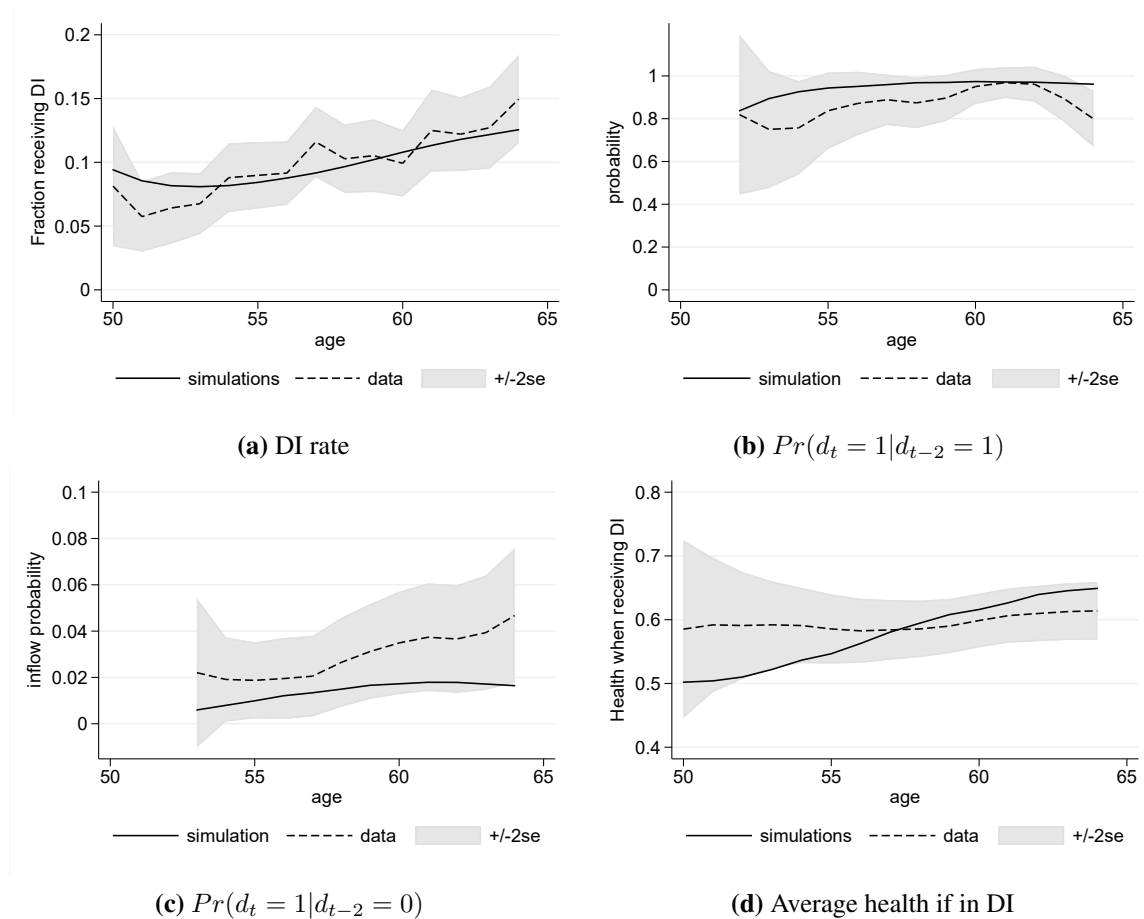 0.2
0.15
0.1
0.05
0
Fraction receiving DI
50 55 60 65
age
simulations data +/-2se
(a) DI rate
1
0.8
0.6
0.4
0.2
0
probability
50 55 60 65
age
simulation data +/-2se
(b) Pr(d_t = 1|d_{t−2} = 1)
0.1
0.08
0.06
0.04
0.02
0
inflow probability
50 55 60 65
age
simulation data +/-2se
(c) Pr(d_t = 1|d_{t−2} = 0)
0.8
0.7
0.6
0.5
0.4
Health when receiving DI
50 55 60 65
age
simulations data +/-2se
(d) Average health if in DI